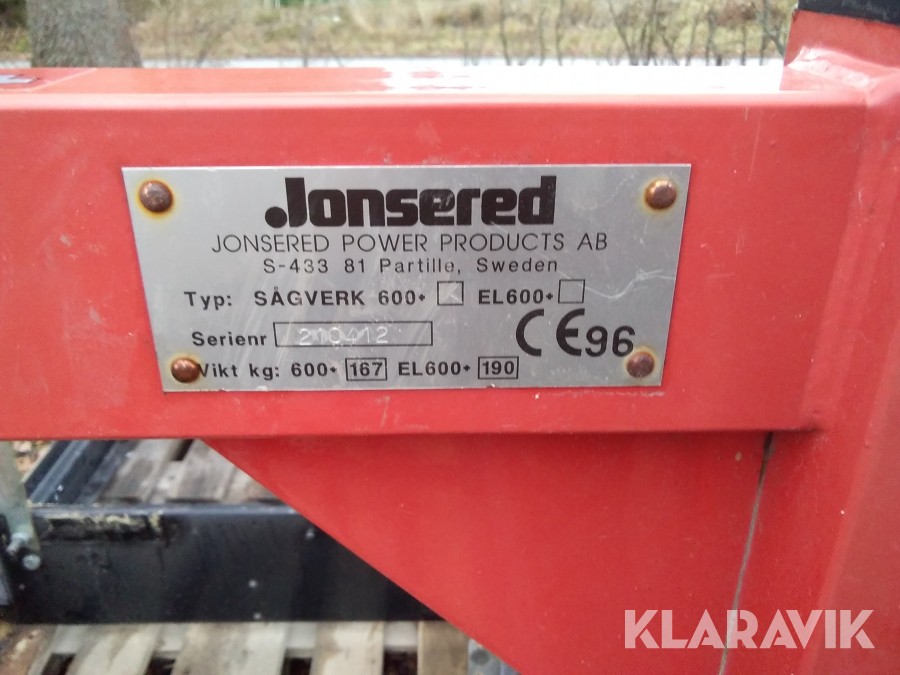 Jonsered
JONSERED POWER PRODUCTS AB
S-433 81 Partille, Sweden
Typ: SÅGVERK 600+ EL600+
Serienr 210412
CE96
Vikt kg: 600+ 167 EL600+ 190
KLARAVIK